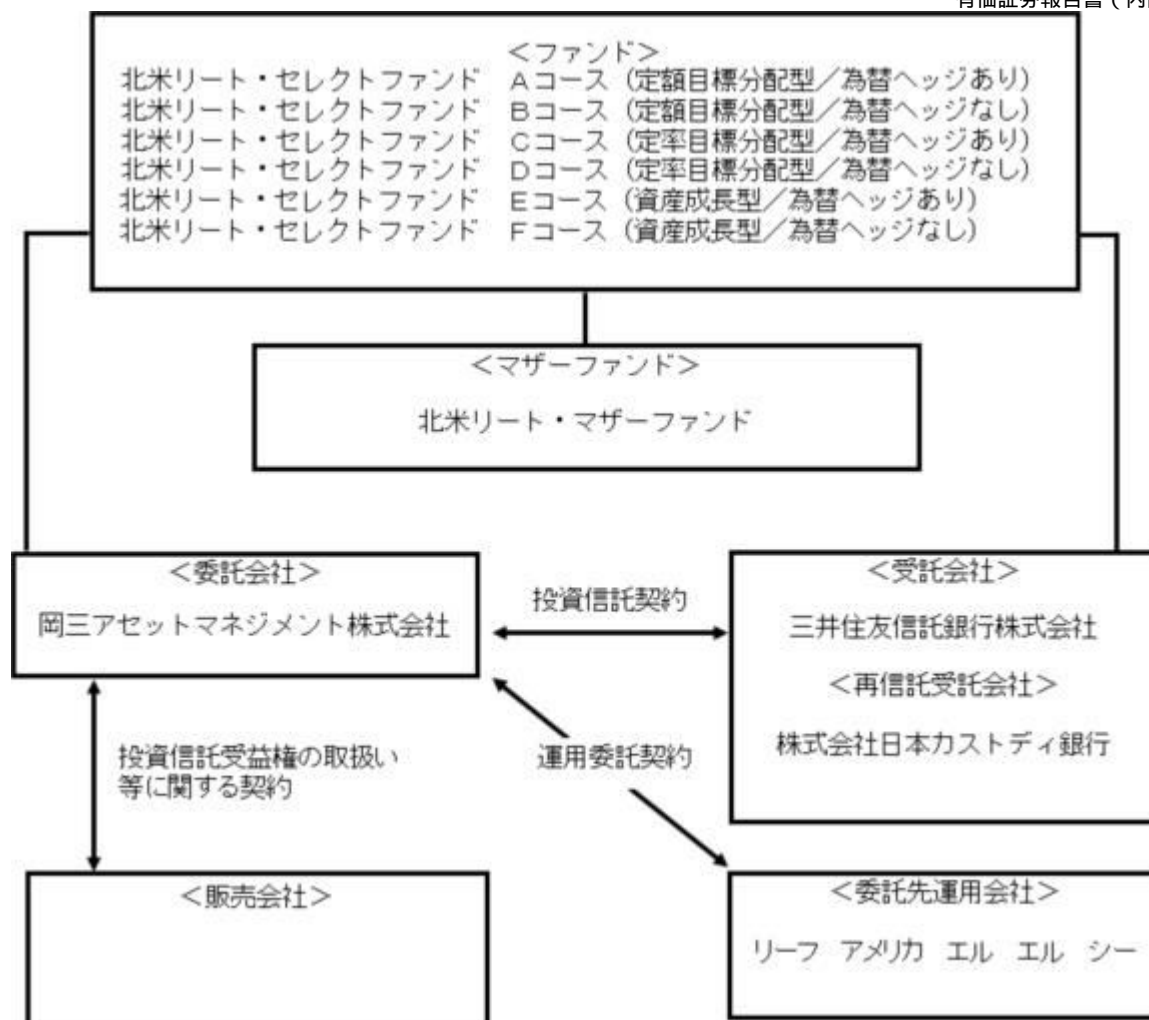 有価証券報告書（内
＜ファンド＞
北米リート・セレクトファンド　Ａコース（定額目標分配型／為替ヘッジあり）
北米リート・セレクトファンド　Ｂコース（定額目標分配型／為替ヘッジなし）
北米リート・セレクトファンド　Ｃコース（定率目標分配型／為替ヘッジあり）
北米リート・セレクトファンド　Ｄコース（定率目標分配型／為替ヘッジなし）
北米リート・セレクトファンド　Ｅコース（資産成長型／為替ヘッジあり）
北米リート・セレクトファンド　Ｆコース（資産成長型／為替ヘッジなし）
＜マザーファンド＞
北米リート・マザーファンド
＜委託会社＞
岡三アセットマネジメント株式会社
投資信託契約
＜受託会社＞
三井住友信託銀行株式会社
＜再信託受託会社＞
株式会社日本カストディ銀行
投資信託受益権の取扱い
等に関する契約
運用委託契約
＜販売会社＞
＜委託先運用会社＞
リーフ　アメリカ　エル　エル　シー